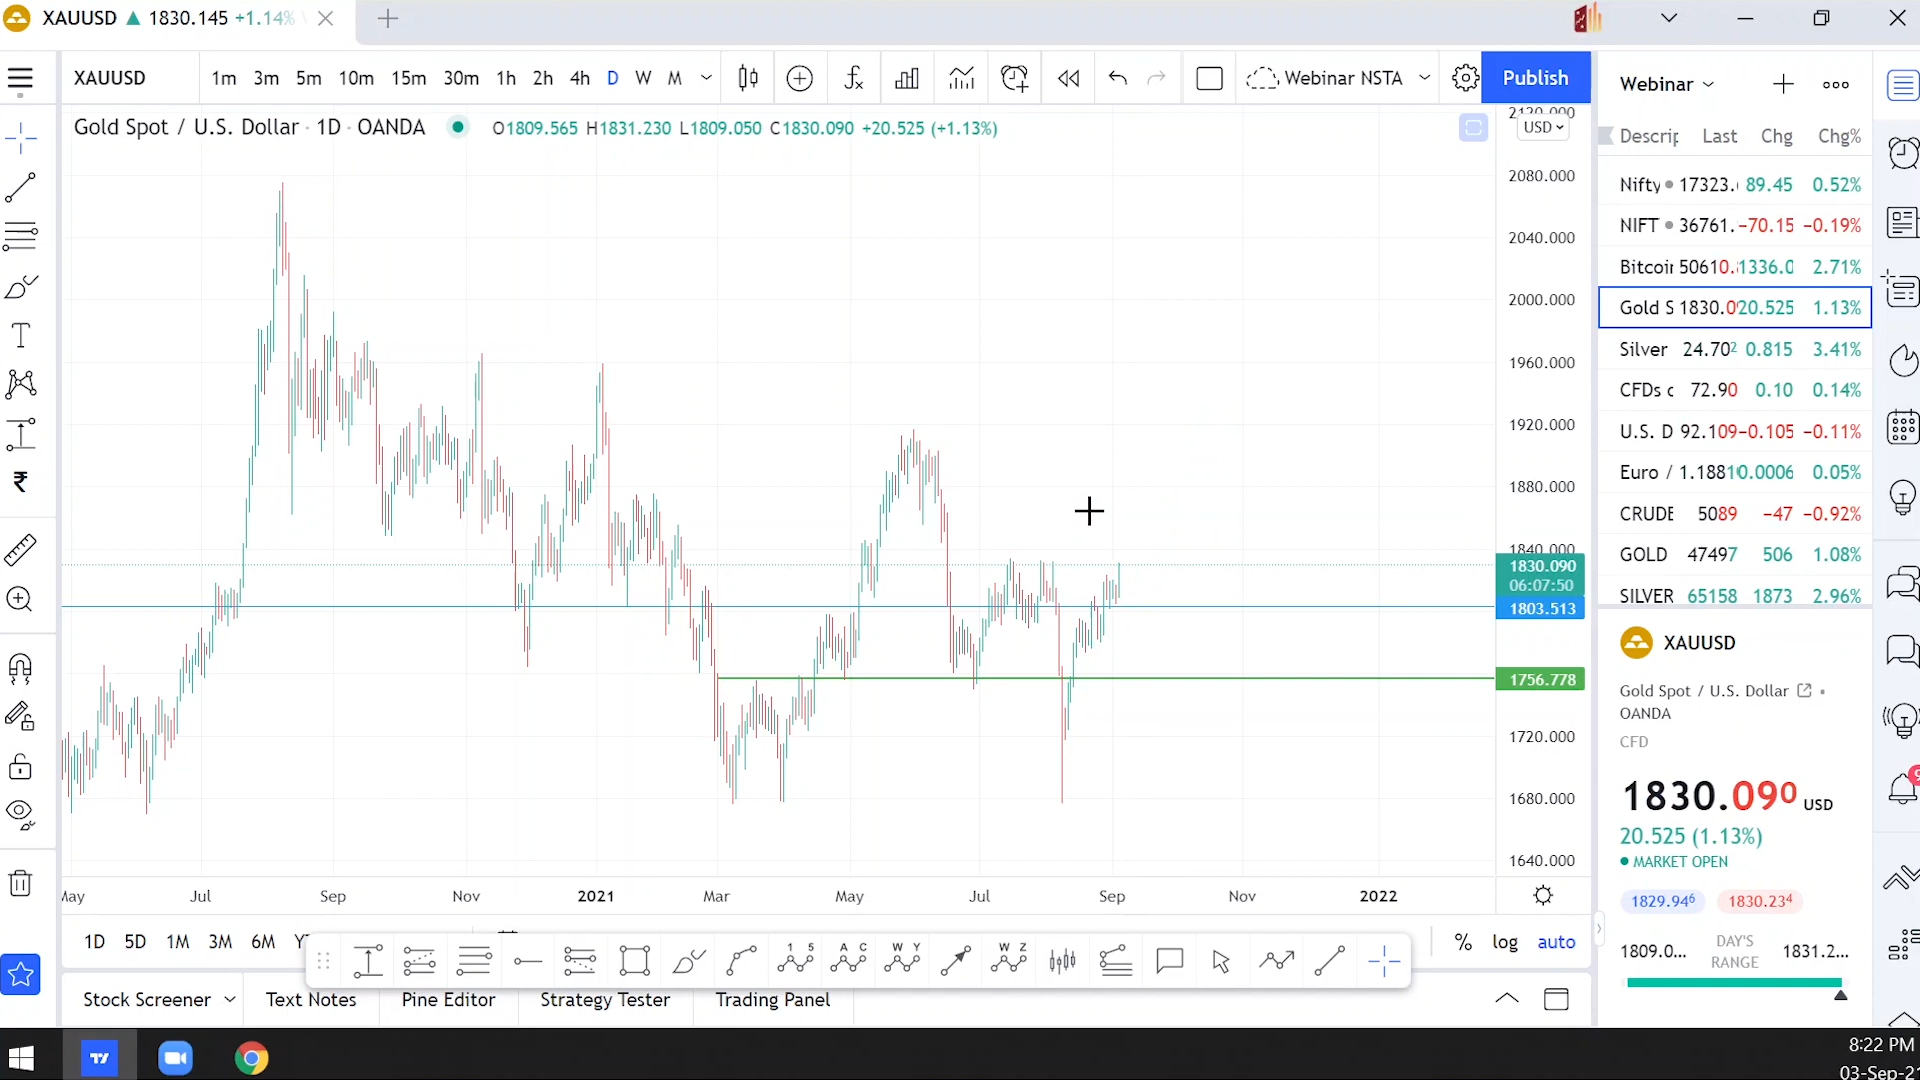 XAUUSD ▲ 1830.145 +1.14%
XAUUSD 1m 3m 5m 10m 15m 30m 1h 2h 4h D W M Webinar NSTA Publish
Gold Spot / U.S. Dollar · 1D · OANDA O1809.565 H1831.230 L1809.050 C1830.090 +20.525 (+1.13%)
USD
2120.000
2080.000
2040.000
2000.000
1960.000
1920.000
1880.000
1840.000
1830.090
06:07:50
1803.513
1756.778
1720.000
1680.000
1640.000
May Jul Sep Nov 2021 Mar May Jul Sep Nov 2022
1D 5D 1M 3M 6M % log auto
1 5 A C W Y W Z
Stock Screener Text Notes Pine Editor Strategy Tester Trading Panel
Webinar
Descrip Last Chg Chg%
Nifty 17323. 89.45 0.52%
NIFT 36761. -70.15 -0.19%
Bitcoin 50610. 1336.0 2.71%
Gold S 1830.0 20.525 1.13%
Silver 24.702 0.815 3.41%
CFDs c 72.90 0.10 0.14%
U.S. D 92.109 -0.105 -0.11%
Euro / 1.1881 0.0006 0.05%
CRUDE 5089 -47 -0.92%
GOLD 47497 506 1.08%
SILVER 65158 1873 2.96%
XAUUSD
Gold Spot / U.S. Dollar
OANDA
CFD
1830.090 USD
20.525 (1.13%)
MARKET OPEN
1829.946 1830.234
1809.0... DAY'S RANGE 1831.2...
8:22 PM
03-Sep-21